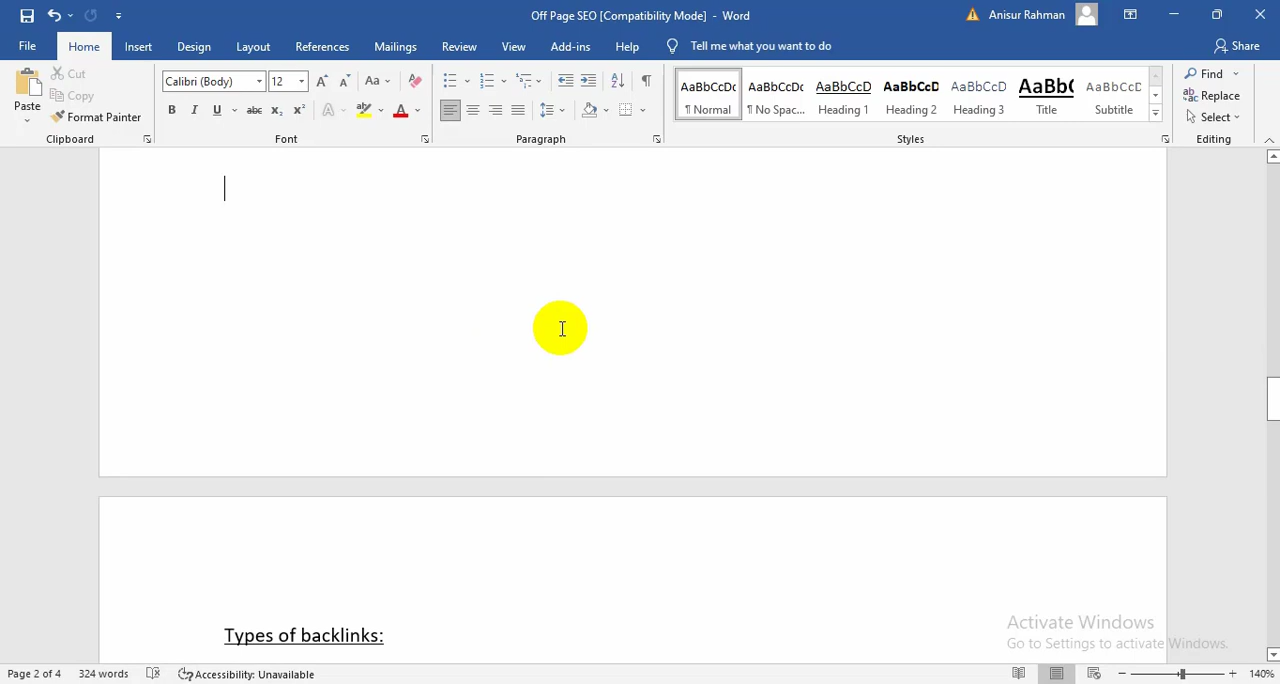 Off Page SEO [Compatibility Mode] - Word
Anisur Rahman
File Home Insert Design Layout References Mailings Review View Add-ins Help Tell me what you want to do
Share
Paste
Cut
Copy
Format Painter
Clipboard
Calibri (Body) 12
Aa
B I U abc x₂ x² A A
Font
Paragraph
AaBbCcDc AaBbCcDc AaBbCcD AaBbCcD AaBbCcD AaBb( AaBbCcD
¶ Normal ¶ No Spac... Heading 1 Heading 2 Heading 3 Title Subtitle
Styles
Find
Replace
Select
Editing
Types of backlinks:
Activate Windows
Go to Settings to activate Windows.
Page 2 of 4 324 words Accessibility: Unavailable 140%